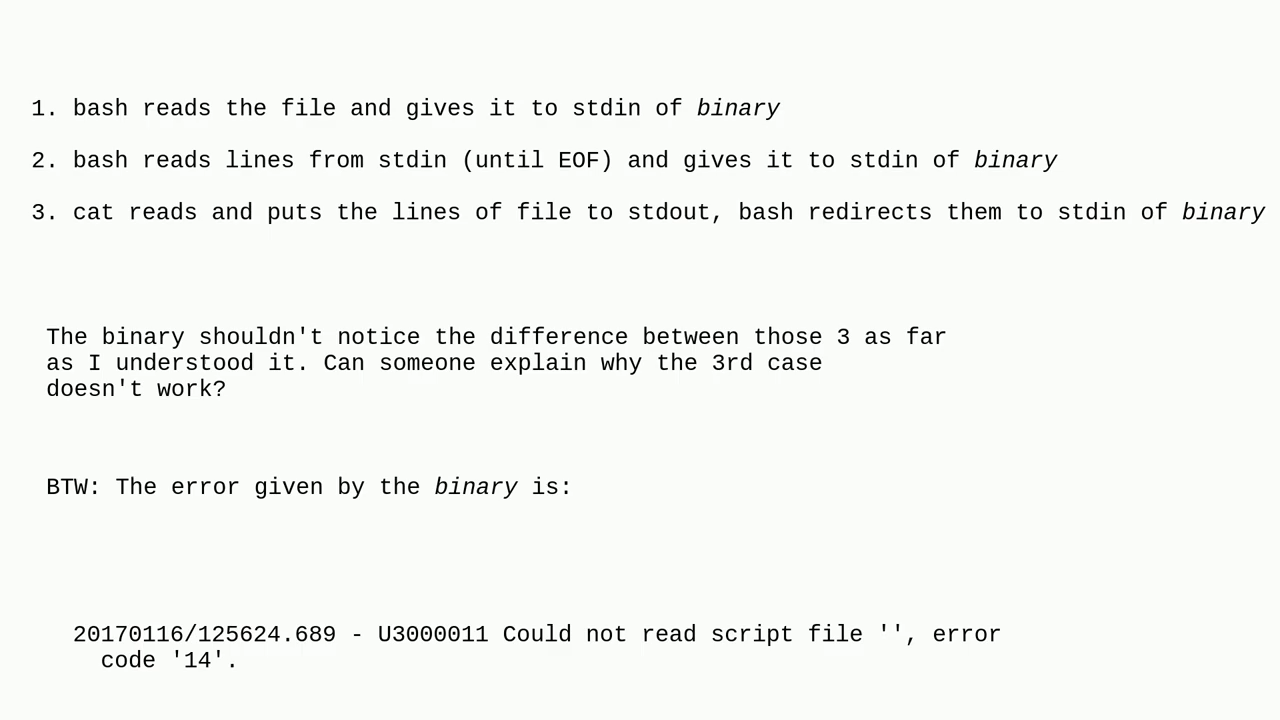 1. bash reads the file and gives it to stdin of binary
2. bash reads lines from stdin (until EOF) and gives it to stdin of binary
3. cat reads and puts the lines of file to stdout, bash redirects them to stdin of binary
The binary shouldn't notice the difference between those 3 as far
as I understood it. Can someone explain why the 3rd case
doesn't work?
BTW: The error given by the binary is:
20170116/125624.689 - U3000011 Could not read script file '', error
code '14'.